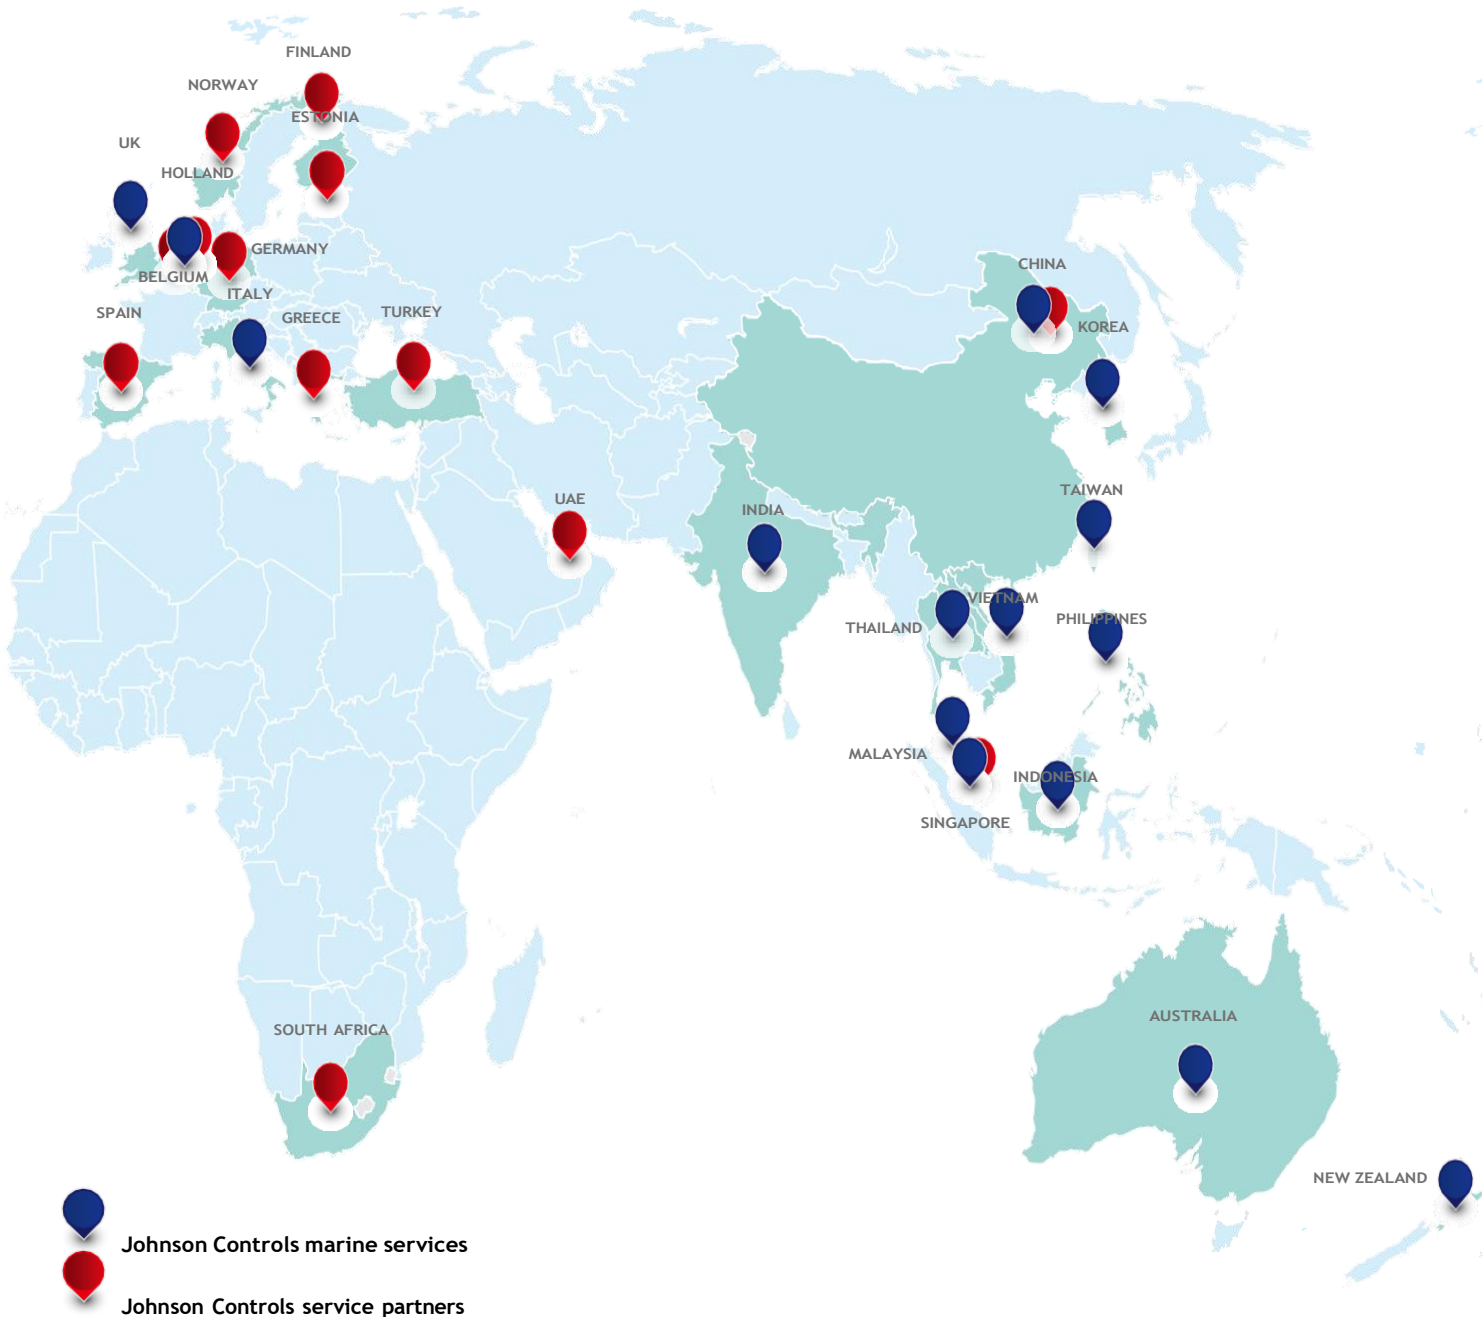 FINLAND
NORWAY
ESTONIA
UK
HOLLAND
GERMANY
BELGIUM
ITALY
SPAIN
GREECE
TURKEY
CHINA
KOREA
UAE
INDIA
TAIWAN
VIETNAM
THAILAND
PHILIPPINES
MALAYSIA
INDONESIA
SINGAPORE
SOUTH AFRICA
AUSTRALIA
NEW ZEALAND
Johnson Controls marine services
Johnson Controls service partners